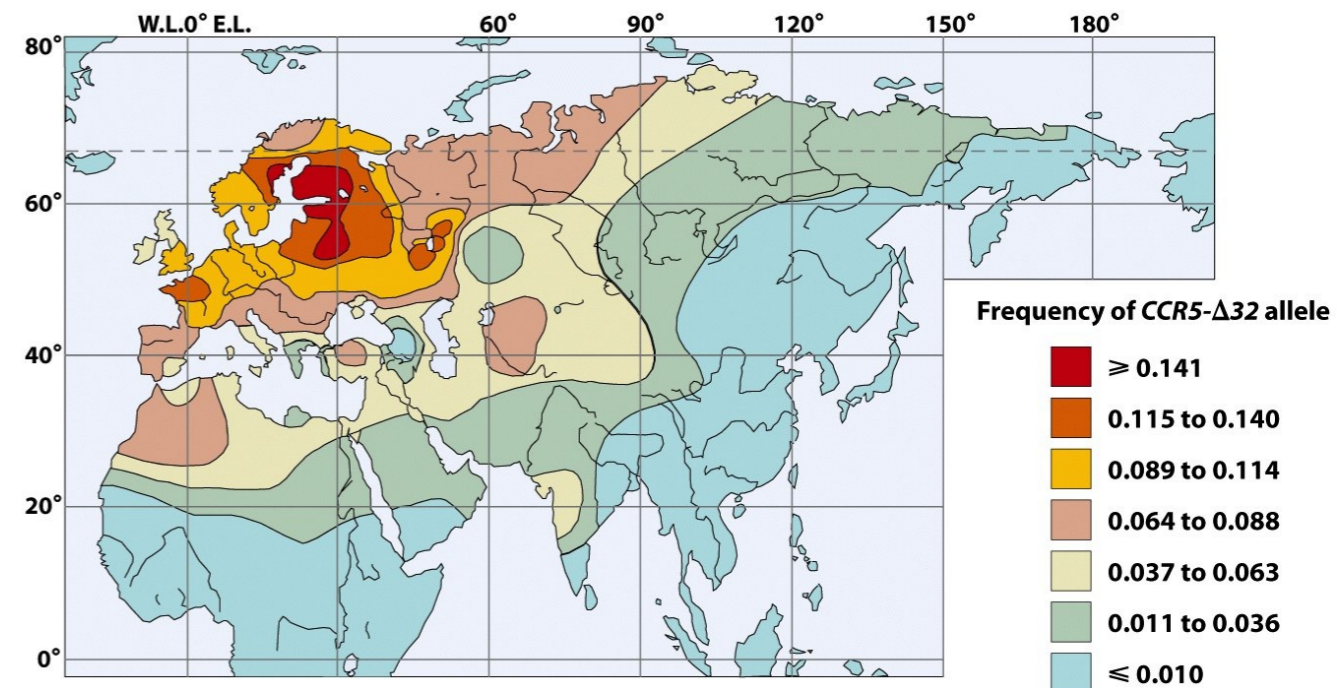 W.L.0° E.L. 60° 90° 120° 150° 180°
80°
60°
40°
20°
0°
Frequency of CCR5-Δ32 allele
⩾ 0.141
0.115 to 0.140
0.089 to 0.114
0.064 to 0.088
0.037 to 0.063
0.011 to 0.036
⩽ 0.010